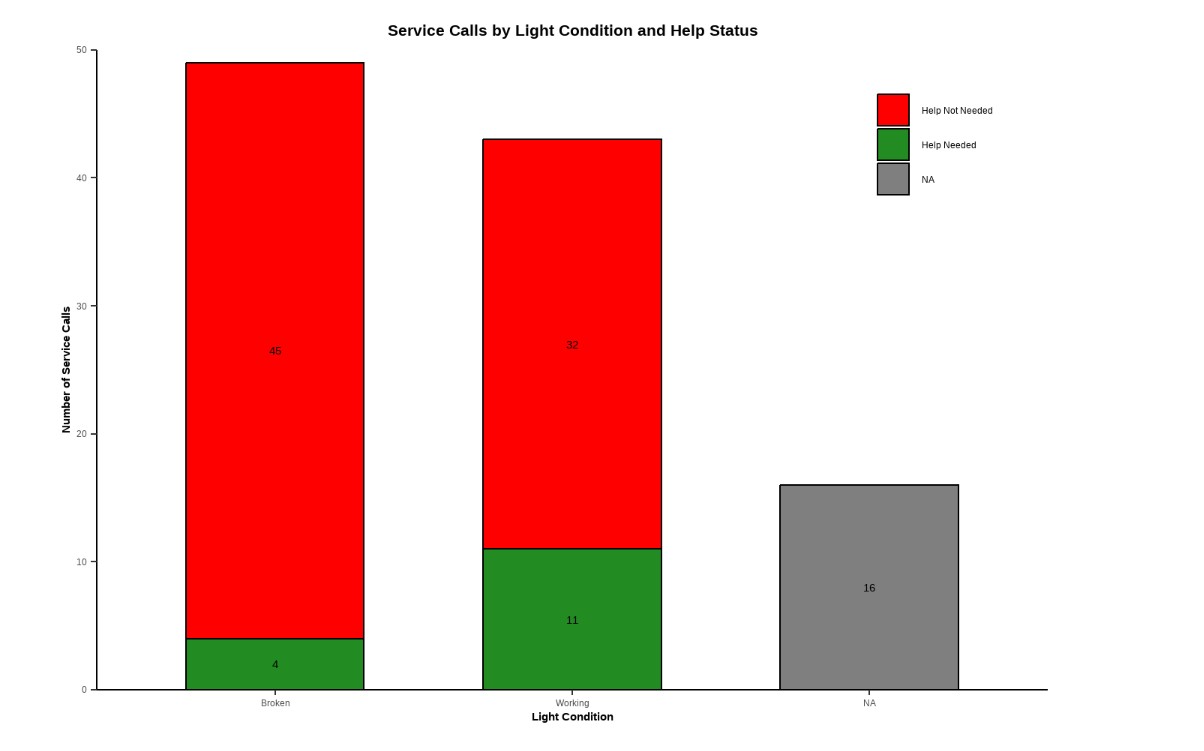 Service Calls by Light Condition and Help Status
50
40
30
20
10
0
Number of Service Calls
45
4
32
11
16
Help Not Needed
Help Needed
NA
Broken
Working
NA
Light Condition